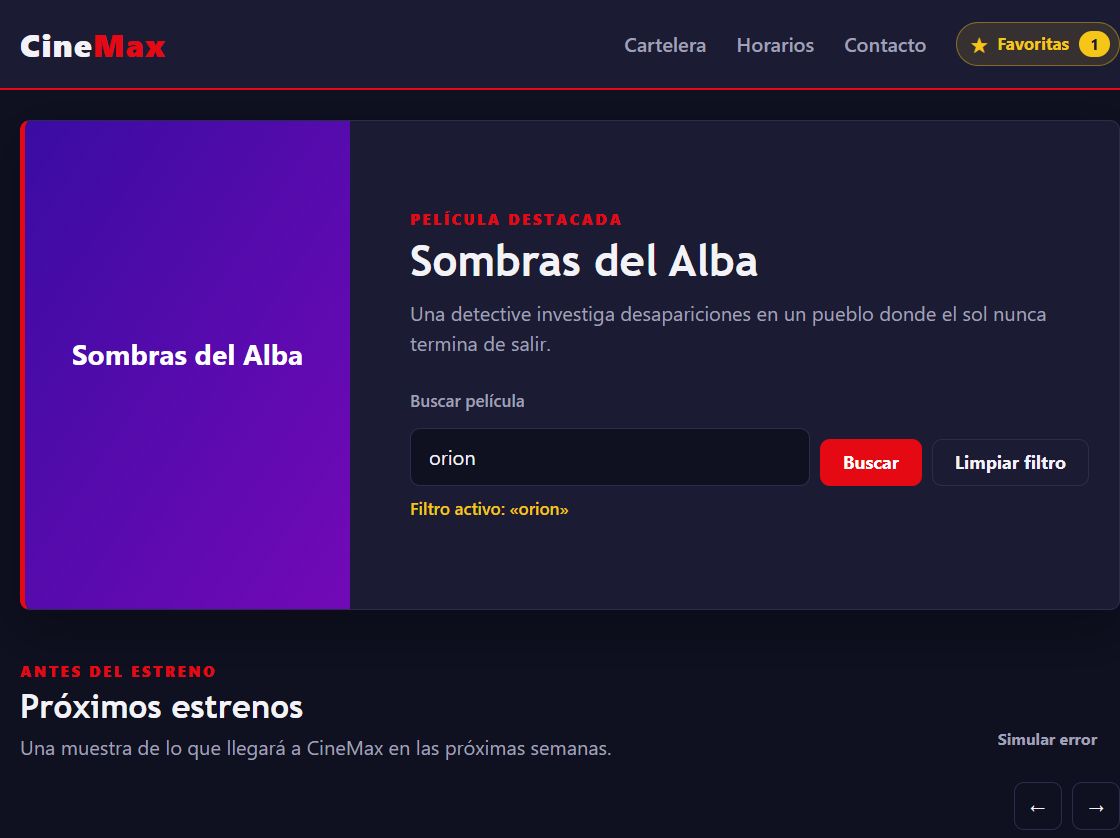 CineMax
Cartelera Horarios Contacto ★ Favoritas 1
Sombras del Alba
PELÍCULA DESTACADA
Sombras del Alba
Una detective investiga desapariciones en un pueblo donde el sol nunca
termina de salir.
Buscar película
orion
Buscar
Limpiar filtro
Filtro activo: «orion»
ANTES DEL ESTRENO
Próximos estrenos
Una muestra de lo que llegará a CineMax en las próximas semanas.
Simular error
← →